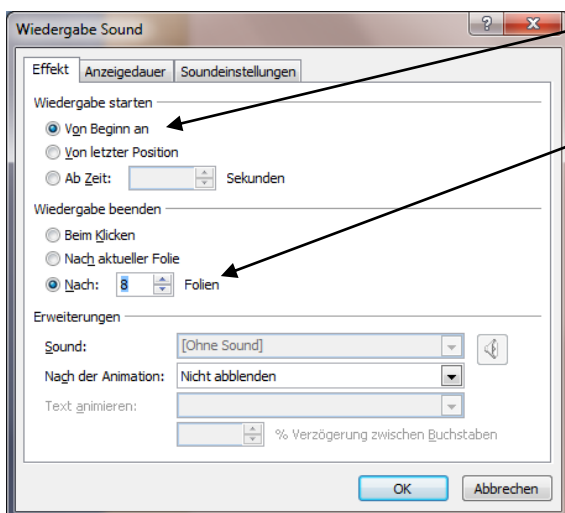 Wiedergabe Sound
Effekt Anzeigedauer Soundeinstellungen
Wiedergabe starten
Von Beginn an
Von letzter Position
Ab Zeit: Sekunden
Wiedergabe beenden
Beim Klicken
Nach aktueller Folie
Nach: 8 Folien
Erweiterungen
Sound: [Ohne Sound]
Nach der Animation: Nicht abblenden
Text animieren:
% Verzögerung zwischen Buchstaben
OK Abbrechen